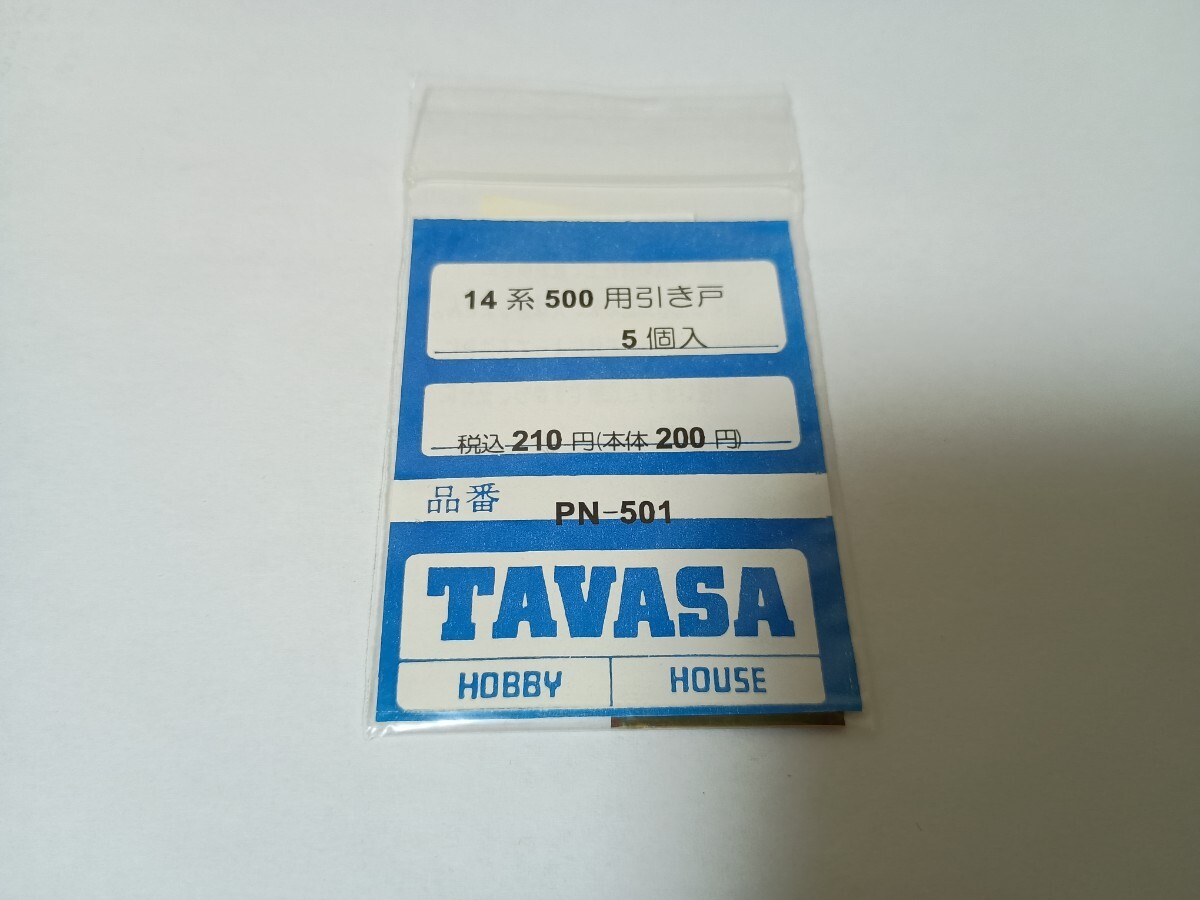 14系500用引き戸
5個入
税込210円(本体200円)
品番 PN-501
TAVASA
HOBBY HOUSE